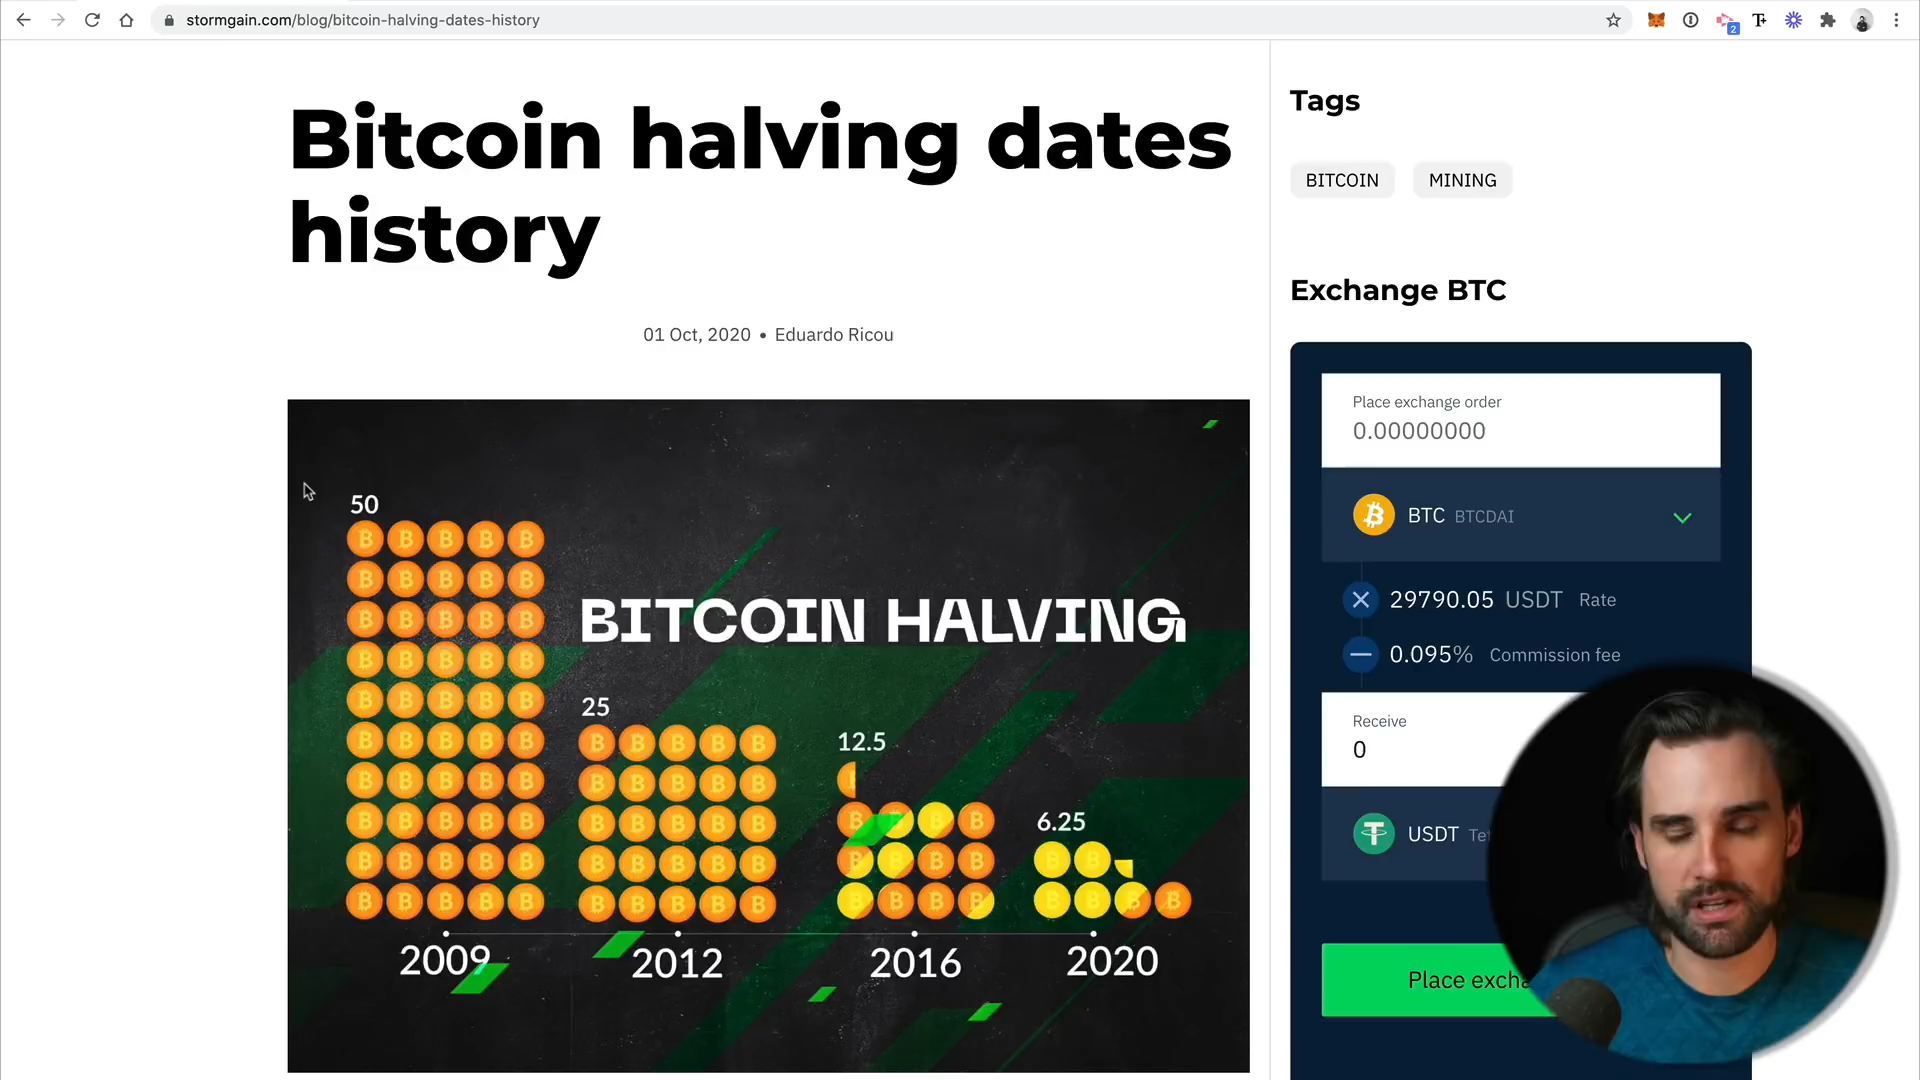 stormgain.com/blog/bitcoin-halving-dates-history
2
Bitcoin halving dates
history
01 Oct, 2020 • Eduardo Ricou
50
BITCOIN HALVING
25
12.5
6.25
2009
2012
2016
2020
Tags
BITCOIN
MINING
Exchange BTC
Place exchange order
0.00000000
BTC BTCDAI
29790.05 USDT Rate
0.095% Commission fee
Receive
0
USDT
Place